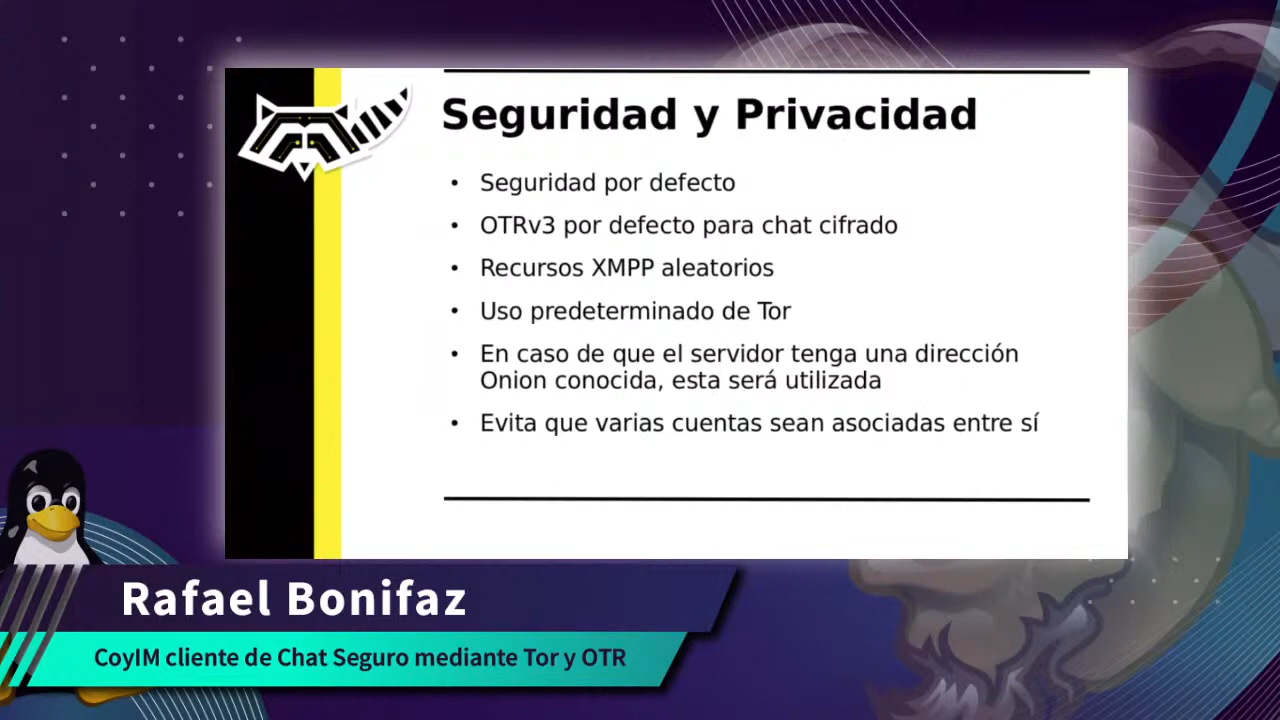 Seguridad y Privacidad
• Seguridad por defecto
• OTRv3 por defecto para chat cifrado
• Recursos XMPP aleatorios
• Uso predeterminado de Tor
• En caso de que el servidor tenga una dirección
Onion conocida, esta será utilizada
• Evita que varias cuentas sean asociadas entre sí
Rafael Bonifaz
CoyIM cliente de Chat Seguro mediante Tor y OTR